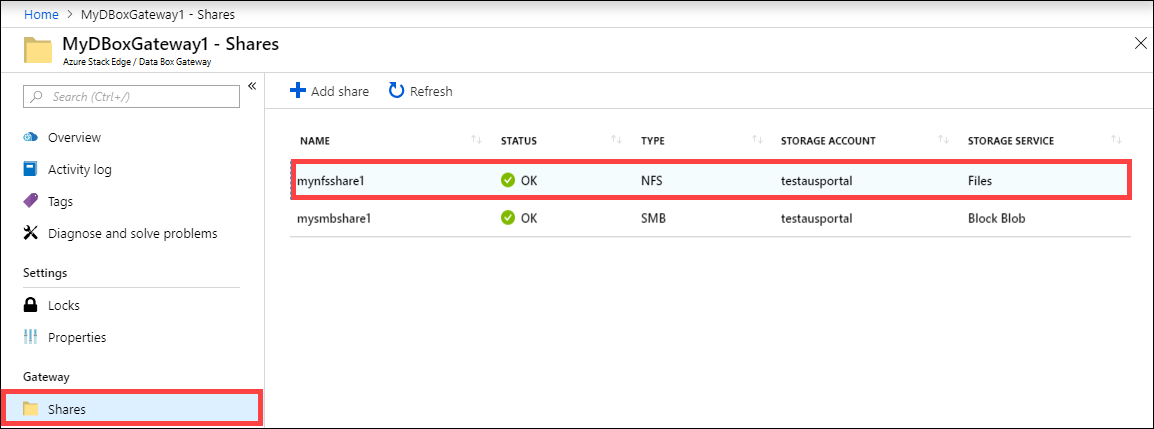 Home > MyDBoxGateway1 - Shares
MyDBoxGateway1 - Shares
Azure Stack Edge / Data Box Gateway
Search (Ctrl+/)
Overview
Activity log
Tags
Diagnose and solve problems
Settings
Locks
Properties
Gateway
Shares
Add share Refresh
NAME STATUS TYPE STORAGE ACCOUNT STORAGE SERVICE
mynfsshare1 OK NFS testausportal Files
mysmbshare1 OK SMB testausportal Block Blob